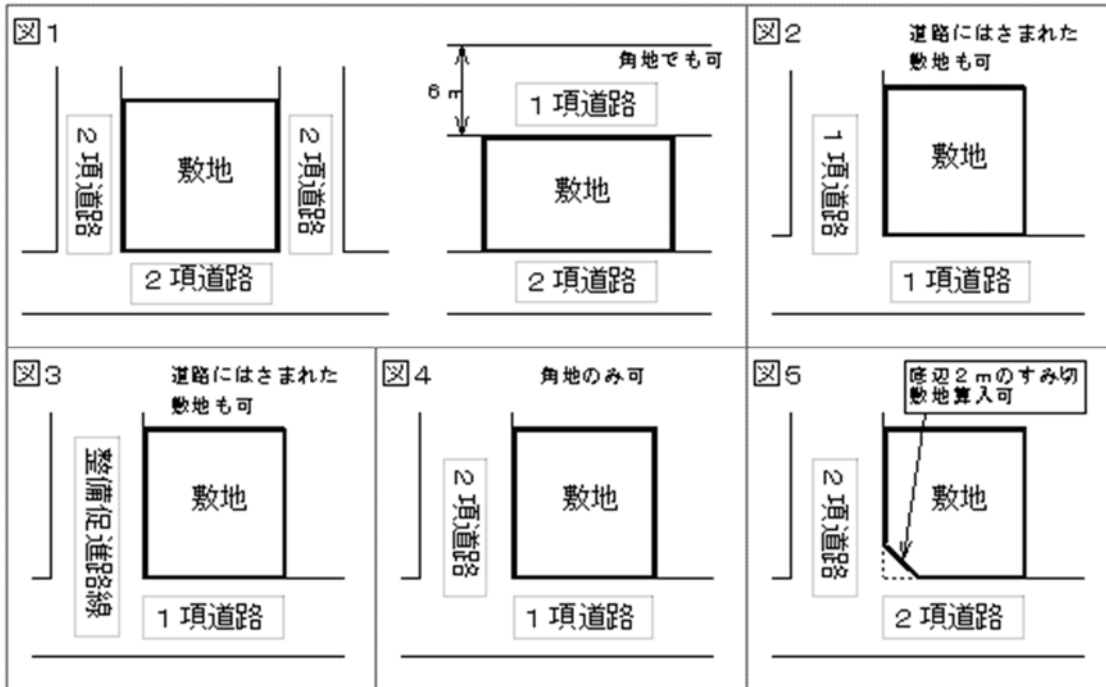 図1
2項道路
敷地
2項道路
2項道路
角地でも可
6m
1項道路
敷地
2項道路
図2
道路にはさまれた
敷地も可
1項道路
敷地
1項道路
図3
道路にはさまれた
敷地も可
整備促進路線
敷地
1項道路
図4
角地のみ可
2項道路
敷地
1項道路
図5
底辺2mのすみ切
敷地算入可
2項道路
敷地
2項道路